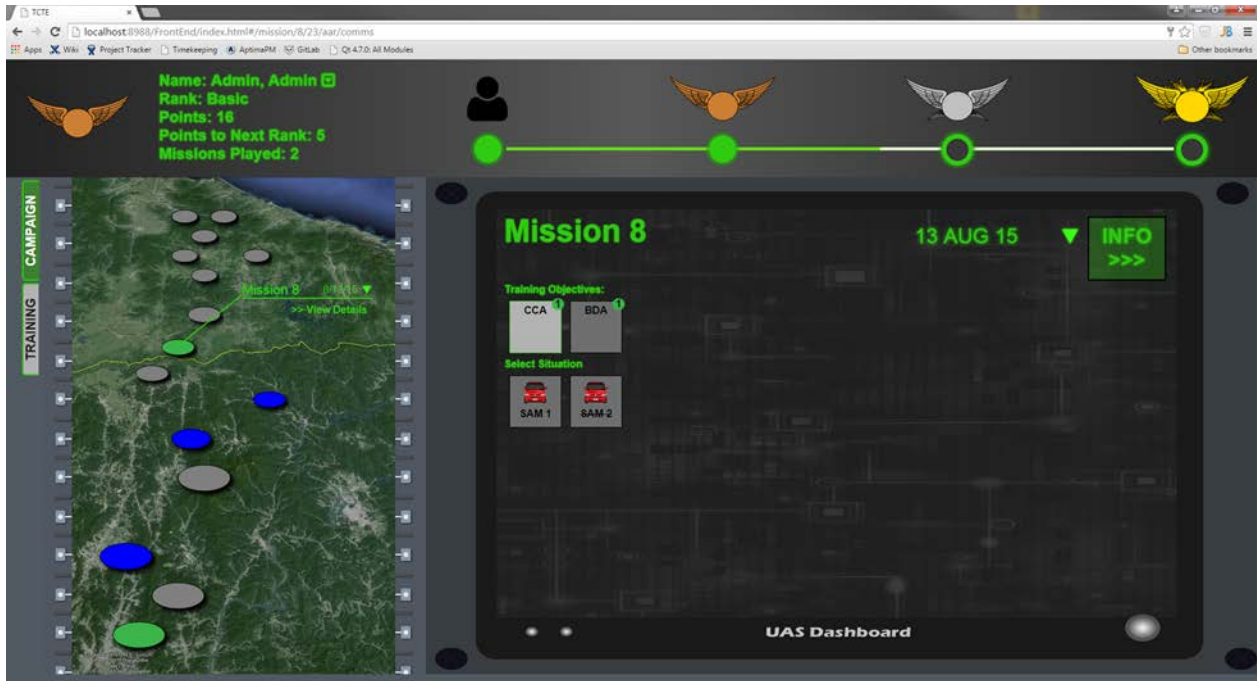 TCTE
localhost:8988/FrontEnd/index.html#/mission/8/23/aar/comms
Apps Wiki Project Tracker Timekeeping AptimaPM GitLab Qt 4.7.0: All Modules Other bookmarks
Name: Admin, Admin
Rank: Basic
Points: 16
Points to Next Rank: 5
Missions Played: 2
CAMPAIGN
TRAINING
Mission 8
>> View Details
Mission 8
13 AUG 15 ▼
INFO
>>>
Training Objectives:
CCA 1 BDA 1
Select Situation
SAM 1 SAM 2
UAS Dashboard